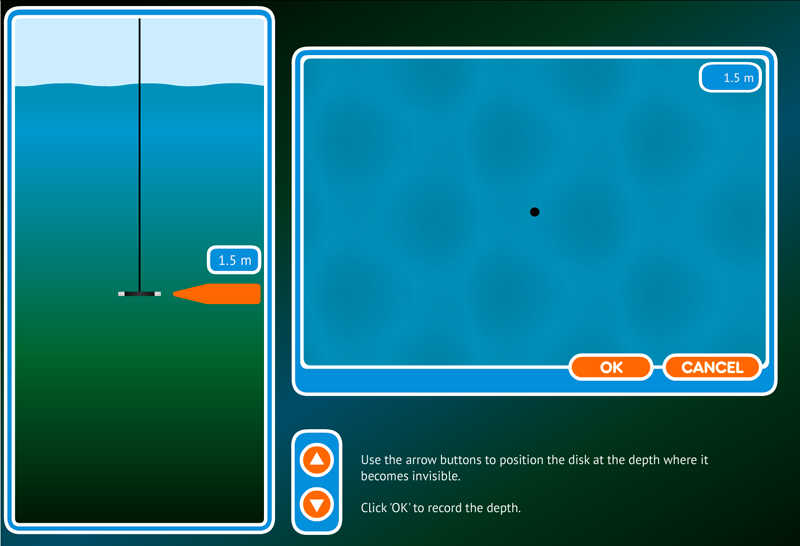 1.5 m
1.5 m
OK
CANCEL
Use the arrow buttons to position the disk at the depth where it
becomes invisible.
Click 'OK' to record the depth.